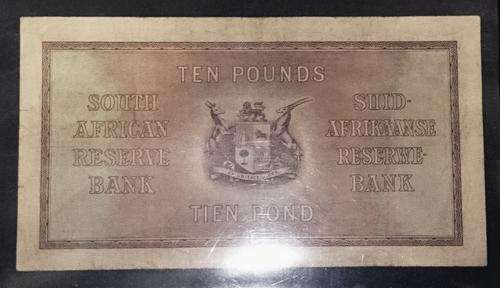 TEN POUNDS
SOUTH
AFRICAN
RESERVE
BANK
SUID-
AFRIKAANSE
RESERWE-
BANK
TIEN POND